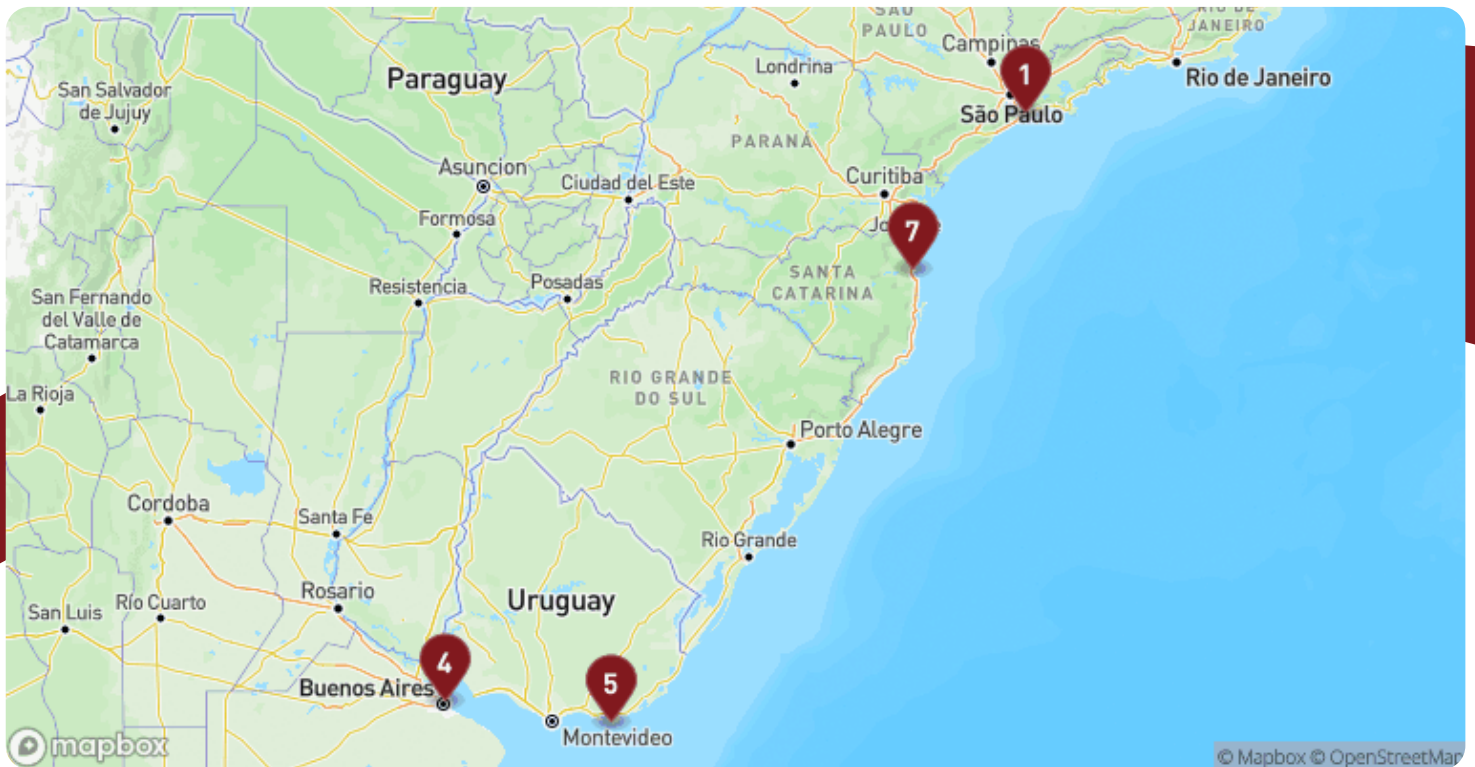 SÃO
PAULO
RIO DE
JANEIRO
Campinas
1
Rio de Janeiro
São Paulo
Londrina
Paraguay
San Salvador
de Jujuy
PARANÁ
Asuncion
Ciudad del Este
Curitiba
Formosa
7
SANTA
CATARINA
Resistencia
Posadas
San Fernando
del Valle de
Catamarca
La Rioja
RIO GRANDE
DO SUL
Porto Alegre
Cordoba
Santa Fe
Rio Grande
Rosario
Río Cuarto
San Luis
Uruguay
4
5
Buenos Aires
Montevideo
mapbox
© Mapbox © OpenStreetMap